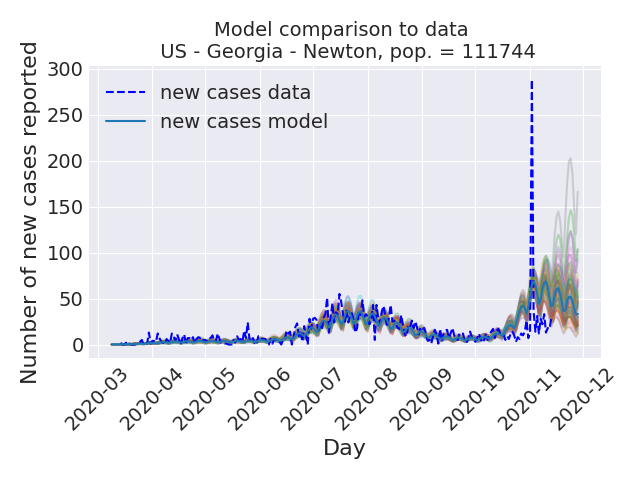 Model comparison to data
US - Georgia - Newton, pop. = 111744
Number of new cases reported
300
250
200
150
100
50
0
new cases data
new cases model
2020-03
2020-04
2020-05
2020-06
2020-07
2020-08
2020-09
2020-10
2020-11
2020-12
Day